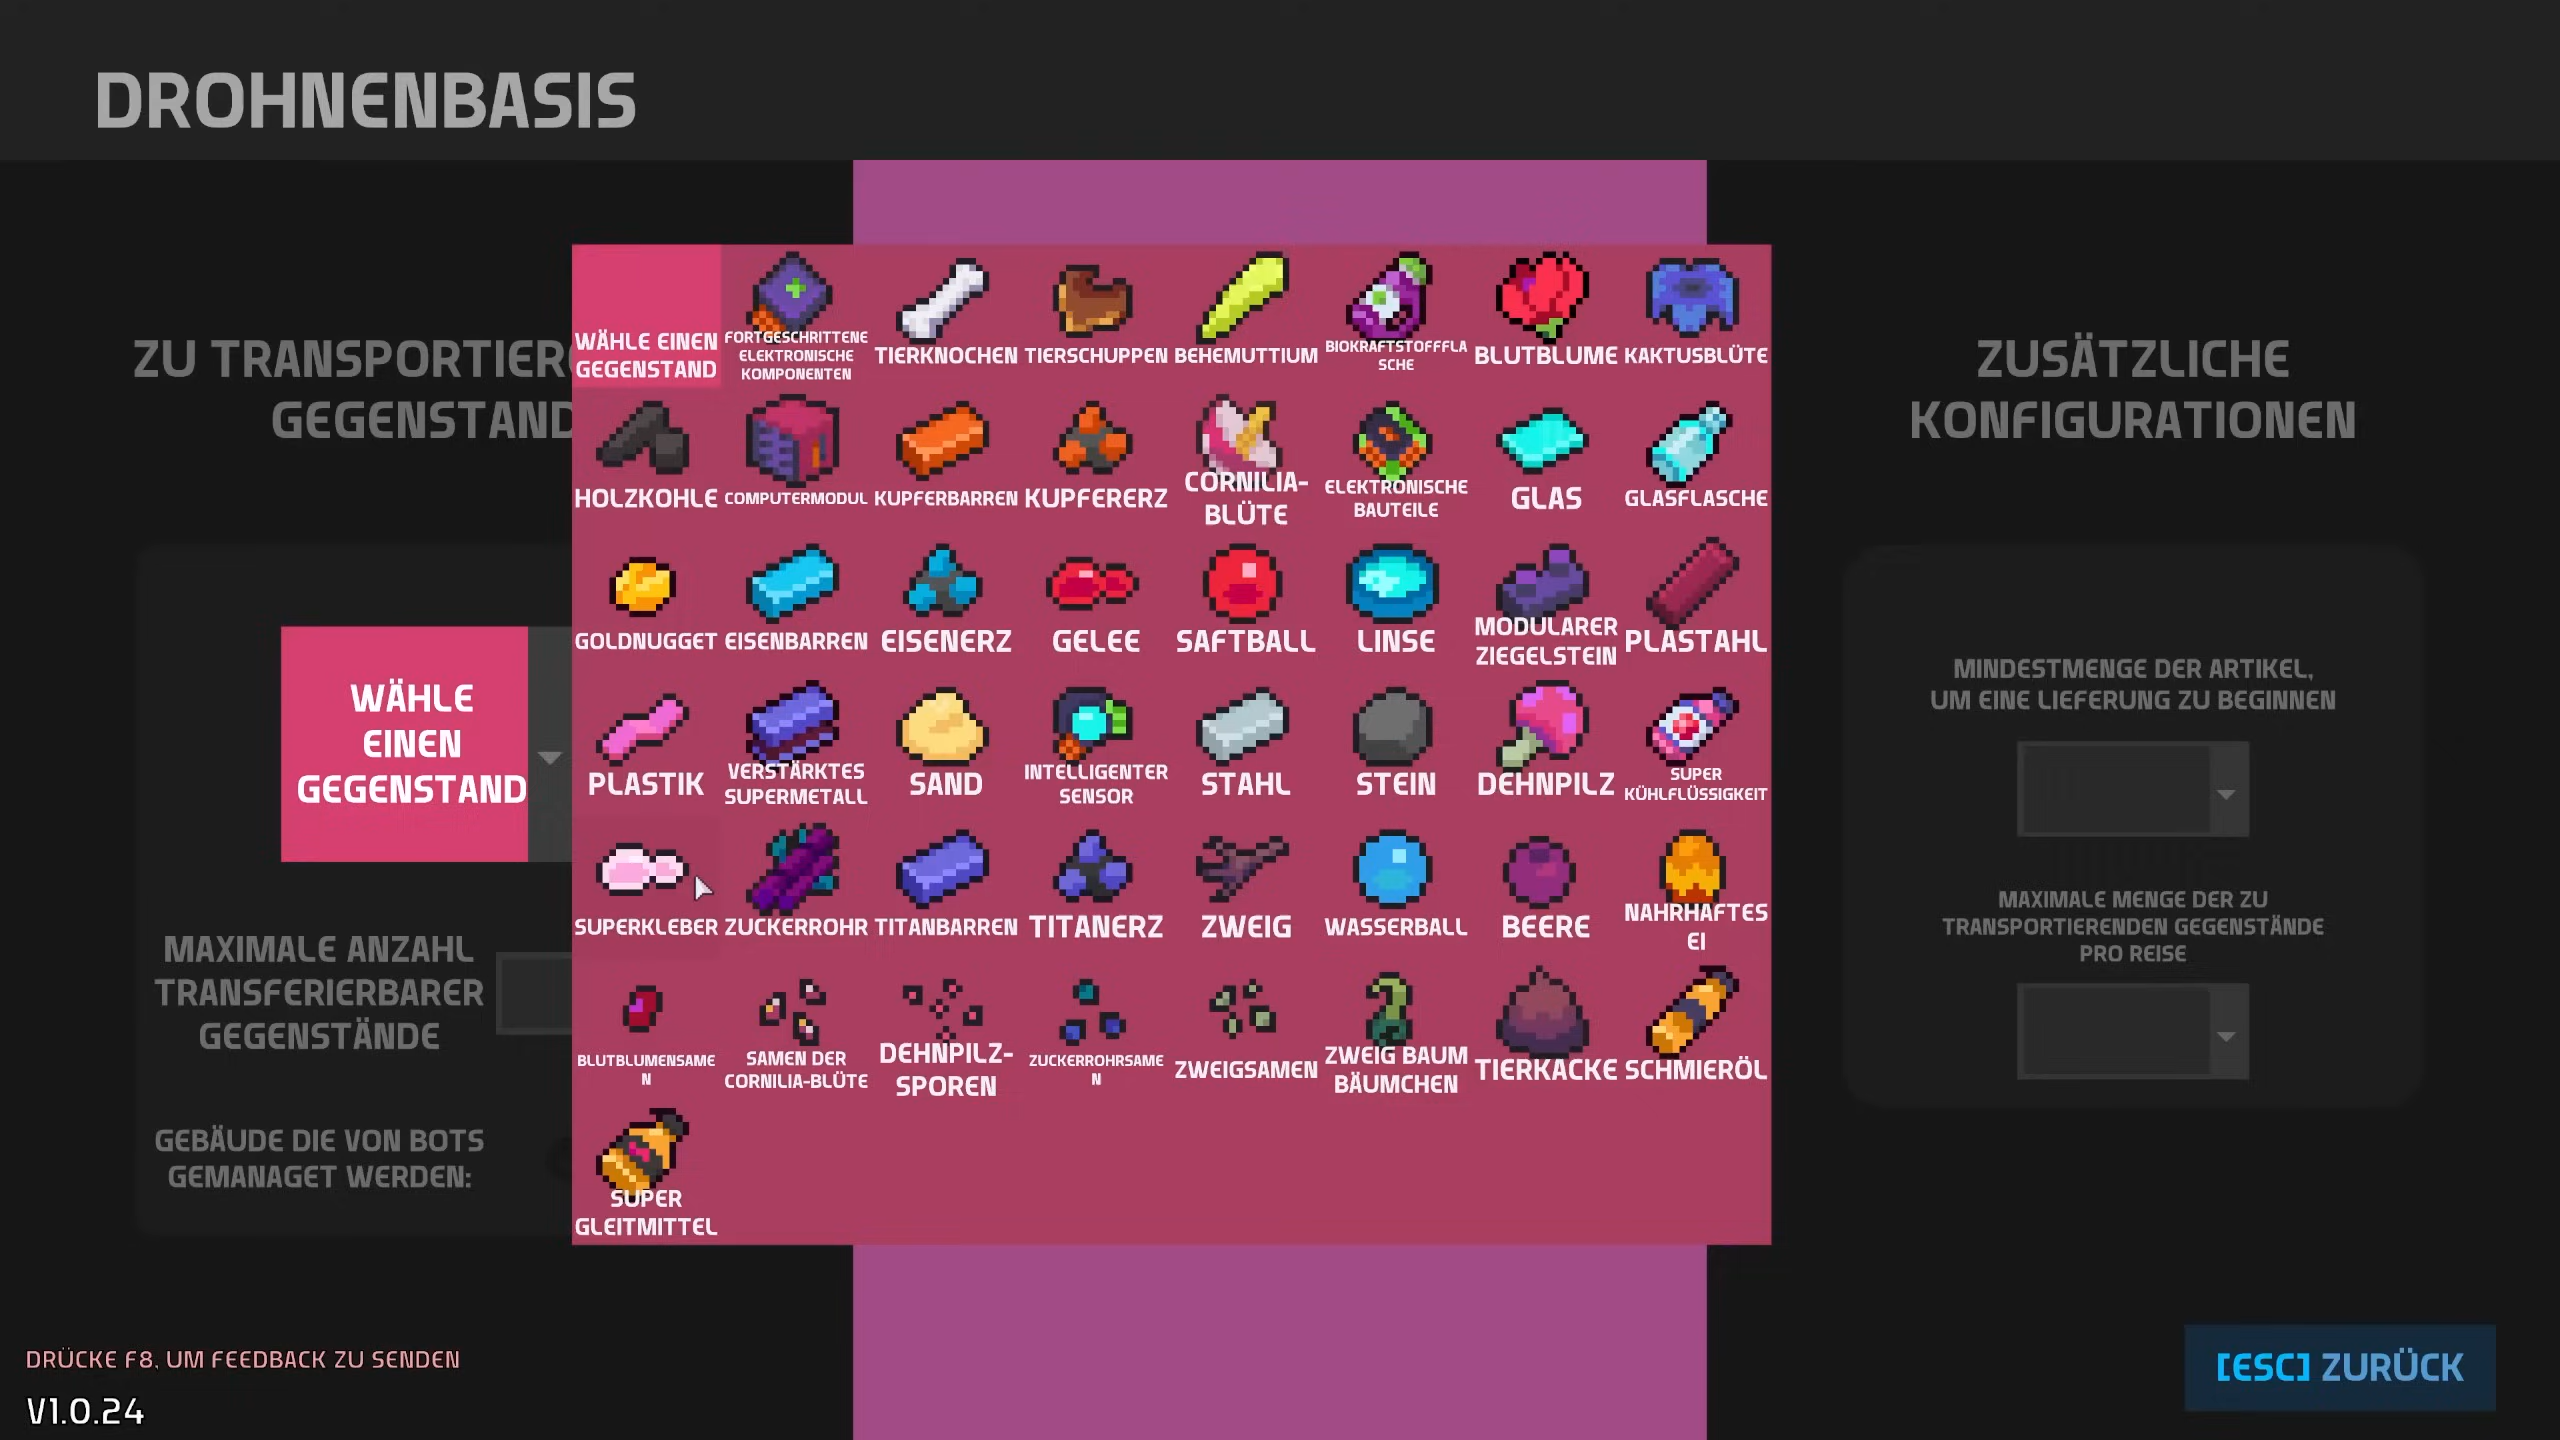 DROHNENBASIS
ZU TRANSPORTIER
GEGENSTAND
WÄHLE
EINEN
GEGENSTAND
MAXIMALE ANZAHL
TRANSFERIERBARER
GEGENSTÄNDE
GEBÄUDE DIE VON BOTS
GEMANAGET WERDEN:
WÄHLE EINEN
GEGENSTAND
FORTGESCHRITTENE
ELEKTRONISCHE
KOMPONENTEN
TIERKNOCHEN
TIERSCHUPPEN
BEHEMUTTIUM
BIOKRAFTSTOFFFLA
SCHE
BLUTBLUME
KAKTUSBLÜTE
HOLZKOHLE
COMPUTERMODUL
KUPFERBARREN
KUPFERERZ
CORNILIA-
BLÜTE
ELEKTRONISCHE
BAUTEILE
GLAS
GLASFLASCHE
GOLDNUGGET
EISENBARREN
EISENERZ
GELEE
SAFTBALL
LINSE
MODULARER
ZIEGELSTEIN
PLASTAHL
PLASTIK
VERSTÄRKTES
SUPERMETALL
SAND
INTELLIGENTER
SENSOR
STAHL
STEIN
DEHNPILZ
SUPER
KÜHLFLÜSSIGKEIT
SUPERKLEBER
ZUCKERROHR
TITANBARREN
TITANERZ
ZWEIG
WASSERBALL
BEERE
NAHRHAFTES
EI
BLUTBLUMENSAME
N
SAMEN DER
CORNILIA-BLÜTE
DEHNPILZ-
SPOREN
ZUCKERROHRSAME
N
ZWEIGSAMEN
ZWEIG BAUM
BÄUMCHEN
TIERKACKE
SCHMIERÖL
SUPER
GLEITMITTEL
ZUSÄTZLICHE
KONFIGURATIONEN
MINDESTMENGE DER ARTIKEL,
UM EINE LIEFERUNG ZU BEGINNEN
MAXIMALE MENGE DER ZU
TRANSPORTIERENDEN GEGENSTÄNDE
PRO REISE
DRÜCKE F8, UM FEEDBACK ZU SENDEN
V1.0.24
[ESC] ZURÜCK